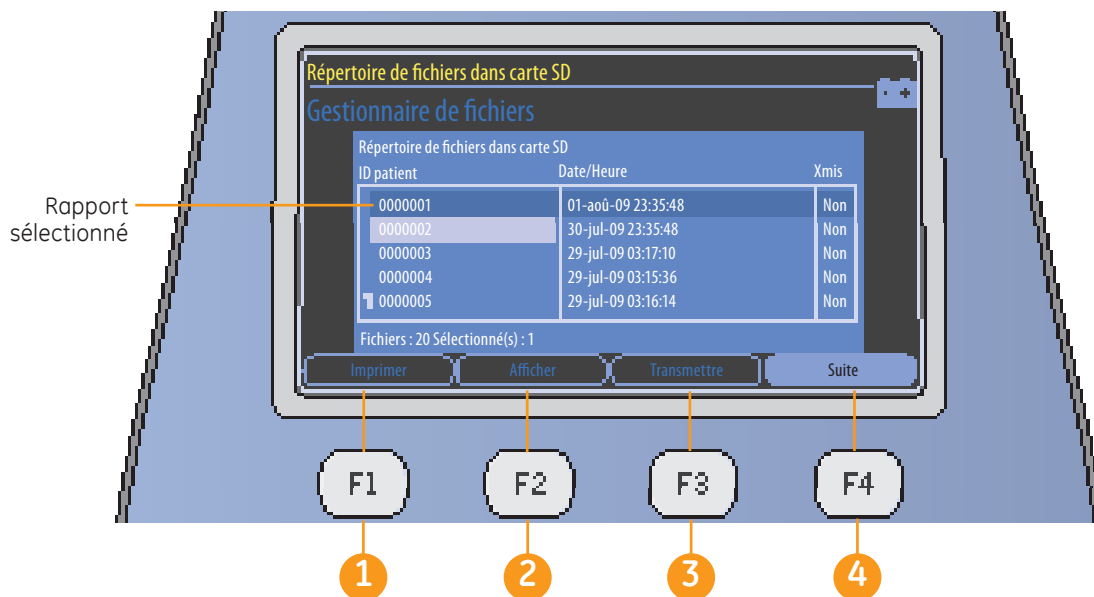 Répertoire de fichiers dans carte SD
Gestionnaire de fichiers
Répertoire de fichiers dans carte SD
ID patient Date/Heure Xmis
Rapport sélectionné
0000001 01-aoû-09 23:35:48 Non
0000002 30-jul-09 23:35:48 Non
0000003 29-jul-09 03:17:10 Non
0000004 29-jul-09 03:15:36 Non
0000005 29-jul-09 03:16:14 Non
Fichiers : 20 Sélectionné(s) : 1
Imprimer Afficher Transmettre Suite
F1 F2 F3 F4
1 2 3 4